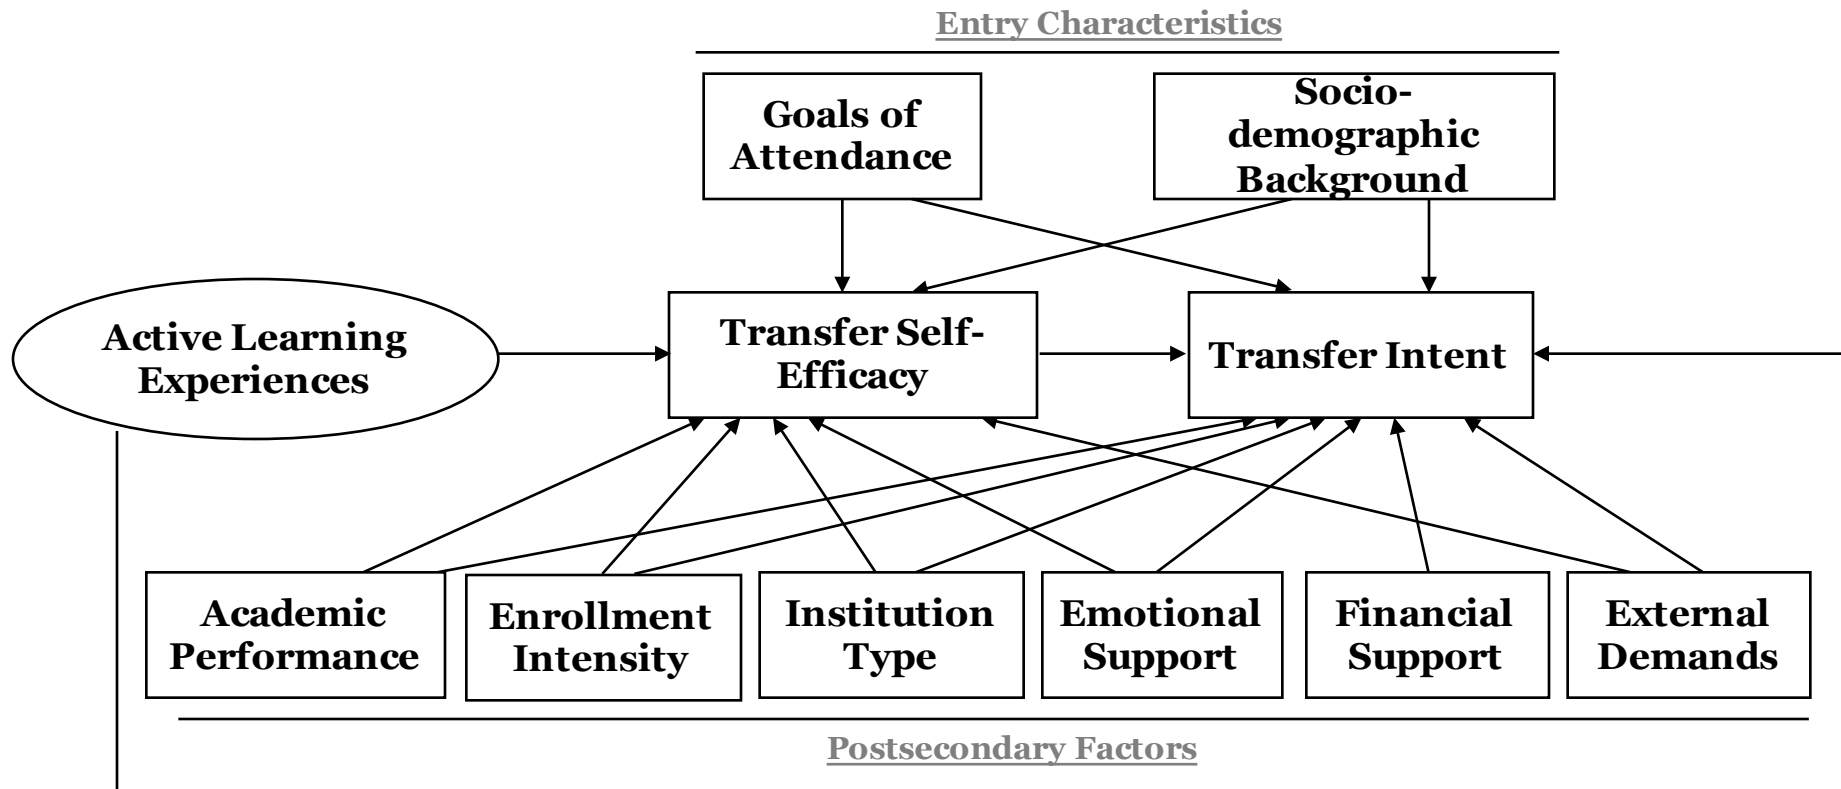 Entry Characteristics
Goals of
Attendance
Socio-
demographic
Background
Active Learning
Experiences
Transfer Self-
Efficacy
Transfer Intent
Academic
Performance
Enrollment
Intensity
Institution
Type
Emotional
Support
Financial
Support
External
Demands
Postsecondary Factors